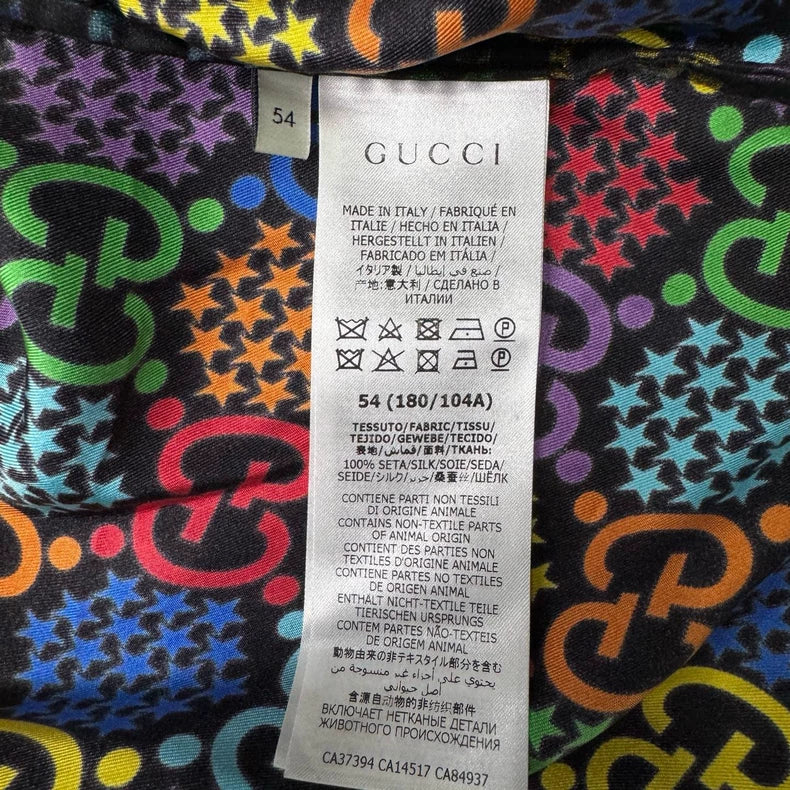 54
GUCCI
MADE IN ITALY / FABRIQUÉ EN
ITALIE / HECHO EN ITALIA /
HERGESTELLT IN ITALIEN /
FABRICADO EM ITÁLIA /
イタリア製 / صنع في إيطاليا /
产地:意大利 / СДЕЛАНО В
ИТАЛИИ
P
P
54 (180/104A)
TESSUTO/FABRIC/TISSU/
TEJIDO/GEWEBE/TECIDO/
表地/قماش/面料/ТКАНЬ:
100% SETA/SILK/SOIE/SEDA/
SEIDE/シルク/حرير/桑蚕丝/ШЁЛК
CONTIENE PARTI NON TESSILI
DI ORIGINE ANIMALE
CONTAINS NON-TEXTILE PARTS
OF ANIMAL ORIGIN
CONTIENT DES PARTIES NON
TEXTILES D'ORIGINE ANIMALE
CONTIENE PARTES NO TEXTILES
DE ORIGEN ANIMAL
ENTHÄLT NICHT-TEXTILE TEILE
TIERISCHEN URSPRUNGS
CONTEM PARTES NÃO-TEXTEIS
DE ORIGEM ANIMAL
動物由来の非テキスタイル部分を含む
يحتوي على أجزاء غير منسوجة من
أصل حيواني
含源自动物的非纺织部件
ВКЛЮЧАЕТ НЕТКАНЫЕ ДЕТАЛИ
ЖИВОТНОГО ПРОИСХОЖДЕНИЯ
CA37394 CA14517 CA84937